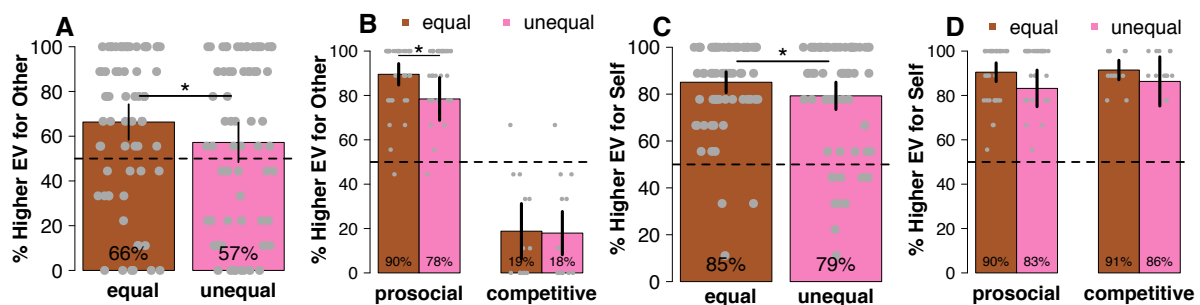 A
% Higher EV for Other
100
80
60
40
20
0
*
66%
57%
equal
unequal
B
equal
unequal
% Higher EV for Other
100
80
60
40
20
0
*
90%
78%
19%
18%
prosocial
competitive
C
% Higher EV for Self
100
80
60
40
20
0
*
85%
79%
equal
unequal
D
equal
unequal
% Higher EV for Self
100
80
60
40
20
0
90%
83%
91%
86%
prosocial
competitive